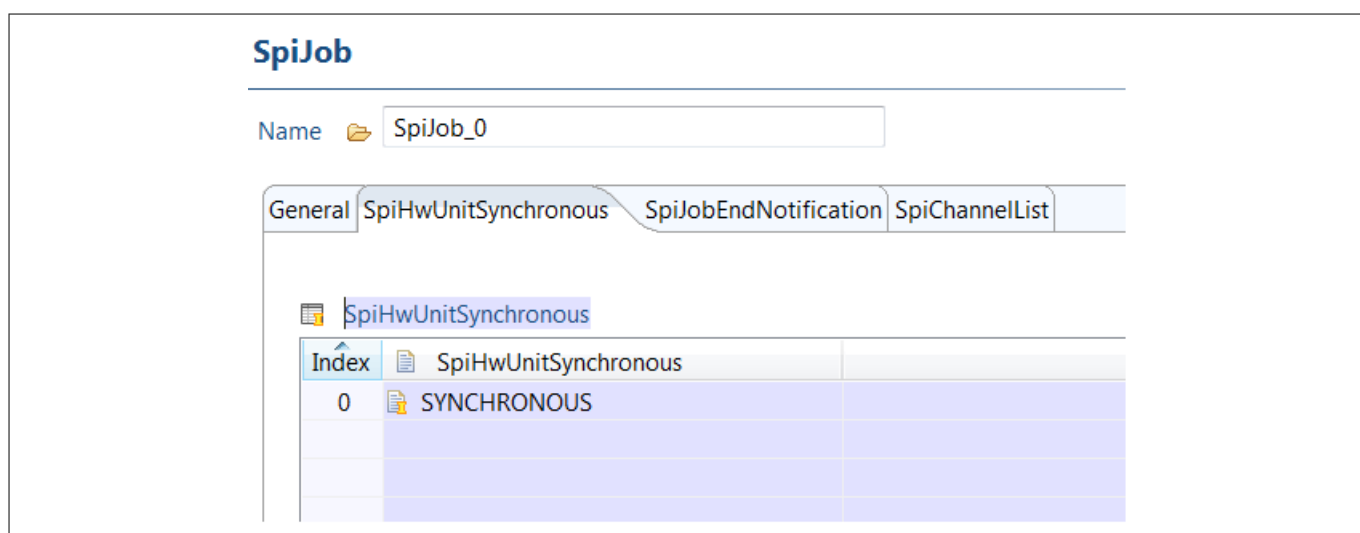 SpiJob
Name SpiJob_0
General SpiHwUnitSynchronous SpiJobEndNotification SpiChannelList
SpiHwUnitSynchronous
Index SpiHwUnitSynchronous
0 SYNCHRONOUS